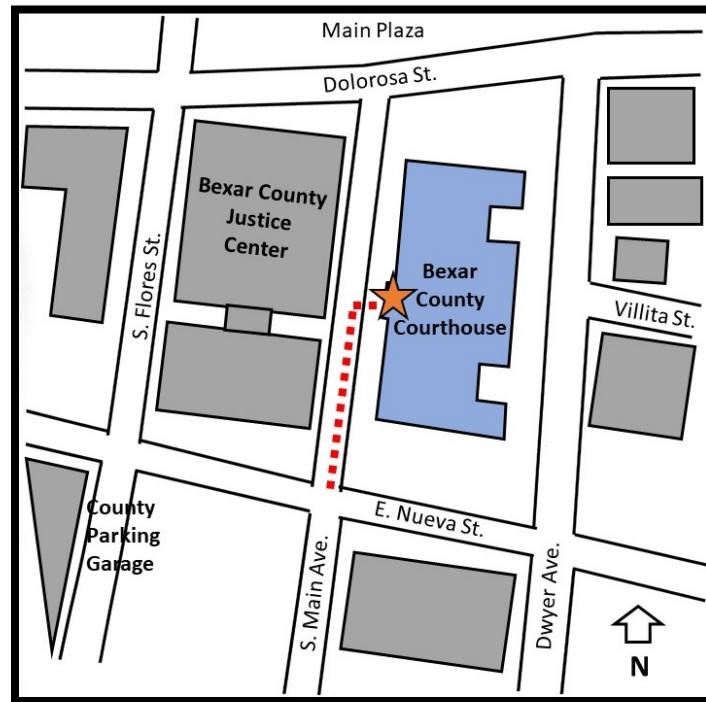 Main Plaza
Dolorosa St.
Bexar County
Justice
Center
S. Flores St.
Bexar
County
Courthouse
Villita St.
County
Parking
Garage
E. Nueva St.
S. Main Ave.
Dwyer Ave.
N